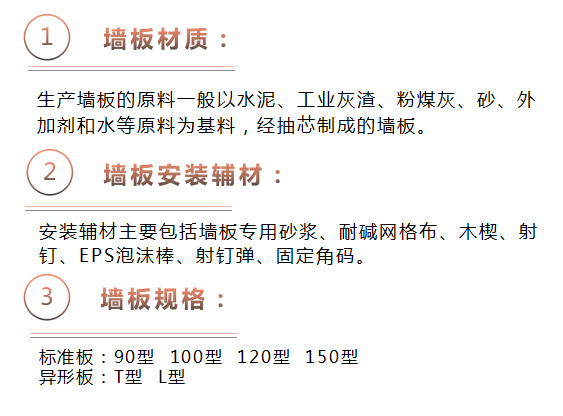 1 墙板材质：
生产墙板的原料一般以水泥、工业灰渣、粉煤灰、砂、外
加剂和水等原料为基料，经抽芯制成的墙板。
2 墙板安装辅材：
安装辅材主要包括墙板专用砂浆、耐碱网格布、木楔、射
钉、EPS泡沫棒、射钉弹、固定角码。
3 墙板规格：
标准板：90型 100型 120型 150型
异形板：T型 L型